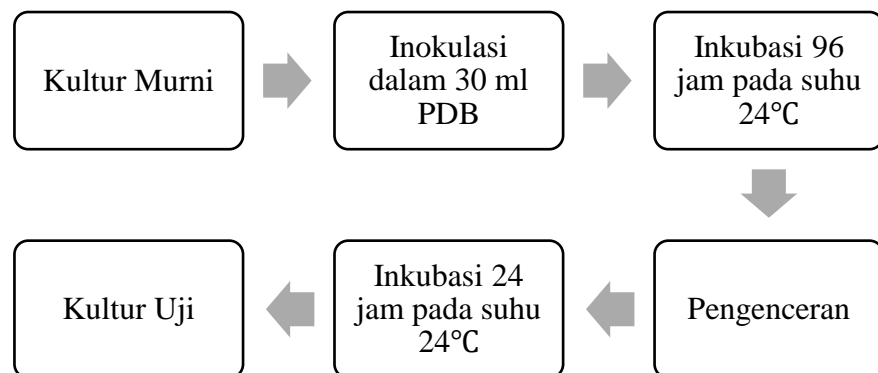 Kultur Murni
Inokulasi
dalam 30 ml
PDB
Inkubasi 96
jam pada suhu
24℃
Pengenceran
Inkubasi 24
jam pada suhu
24℃
Kultur Uji